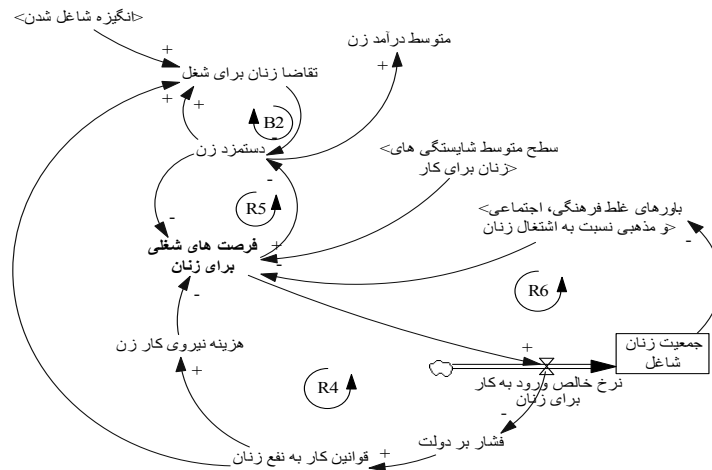 <انگیزه شاغل شدن>
متوسط درآمد زن
+
+
تقاضا زنان برای شغل
+
+
B2
-
دستمزد زن
سطح متوسط شایستگی های
<زنان برای کار>
-
-
R5
باورهای غلط فرهنگی، اجتماعی>
<و مذهبی نسبت به اشتغال زنان
-
فرصت های شغلی
برای زنان
+
-
-
R6
-
هزینه نیروی کار زن
+
R4
+
جمعیت زنان
شاغل
نرخ خالص ورود به کار
برای زنان
-
فشار بر دولت
+
قوانین کار به نفع زنان